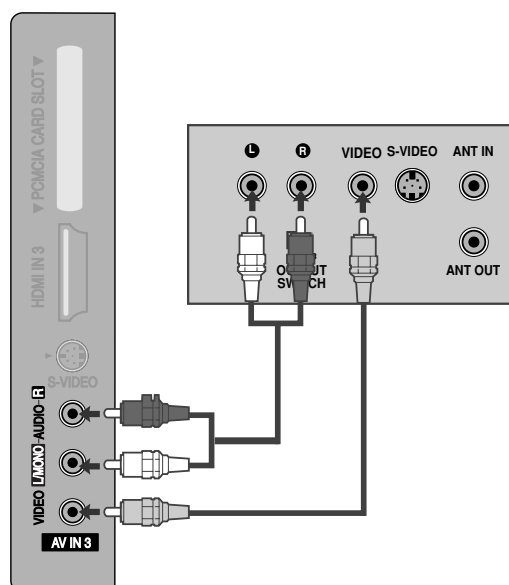 ▼ PCMCIA CARD SLOT ▼
HDMI IN 3
S-VIDEO
VIDEO L/MONO-AUDIO-R
AV IN 3
L R VIDEO S-VIDEO ANT IN
ANT OUT
SWITCH